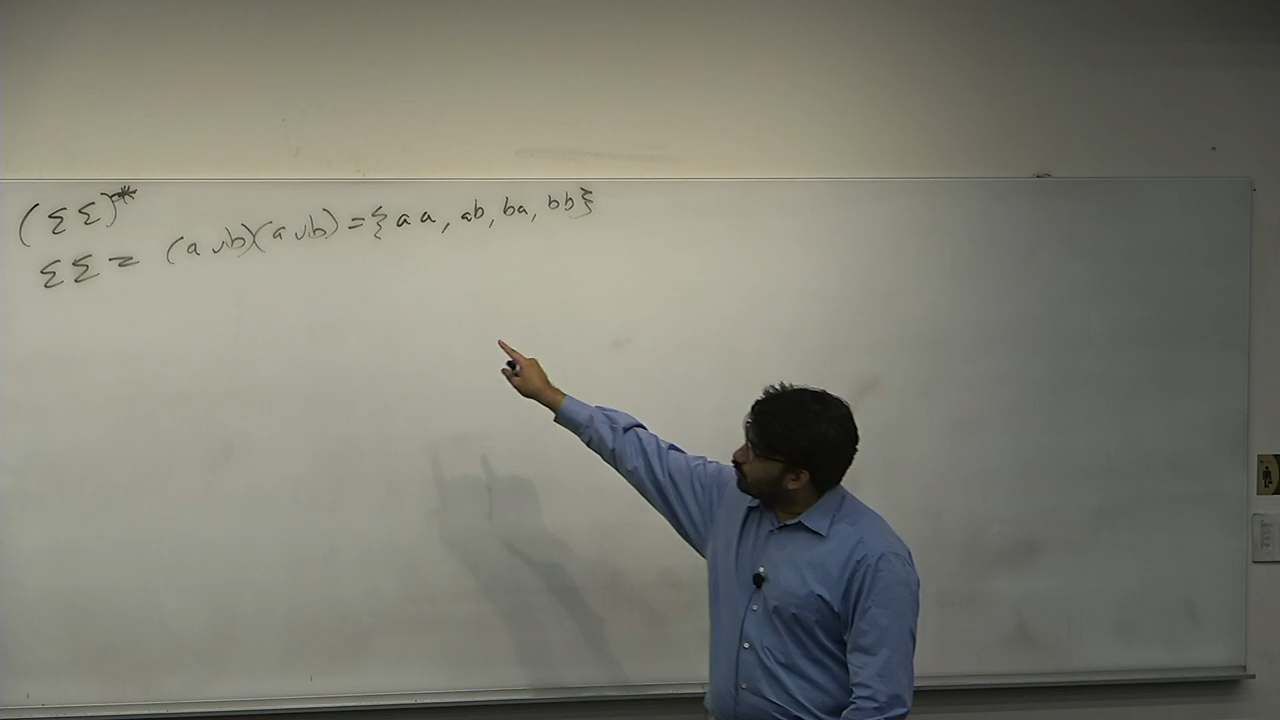 (ΣΣ)*
ΣΣ = (a ∪ b)(a ∪ b) = {aa, ab, ba, bb}